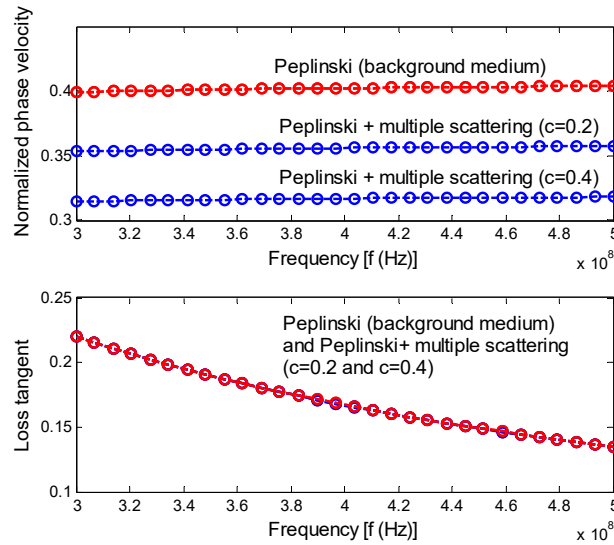 Normalized phase velocity
0.4
0.35
0.3
Peplinski (background medium)
Peplinski + multiple scattering (c=0.2)
Peplinski + multiple scattering (c=0.4)
3 3.2 3.4 3.6 3.8 4 4.2 4.4 4.6 4.8 5
Frequency [f (Hz)]
x 10^8
Loss tangent
0.25
0.2
0.15
0.1
Peplinski (background medium)
and Peplinski+ multiple scattering
(c=0.2 and c=0.4)
3 3.2 3.4 3.6 3.8 4 4.2 4.4 4.6 4.8 5
Frequency [f (Hz)]
x 10^8